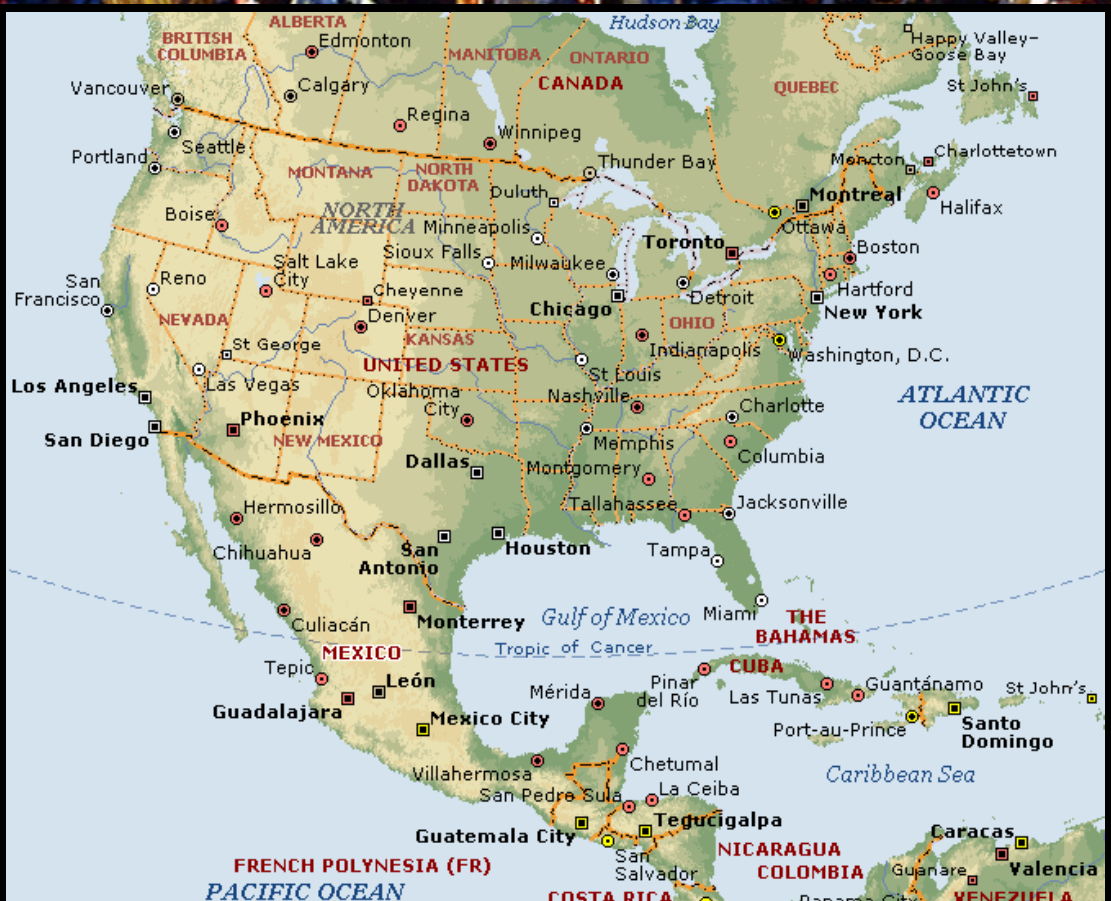 Hudson Bay
ALBERTA
BRITISH
COLUMBIA
Edmonton
MANITOBA
ONTARIO
CANADA
Happy Valley–
Goose Bay
Vancouver
Calgary
QUEBEC
St John's
Regina
Winnipeg
Seattle
Portland
MONTANA
NORTH
DAKOTA
Thunder Bay
Moncton
Charlottetown
Duluth
Montreal
Halifax
Boise
NORTH
AMERICA
Minneapolis
Ottawa
Toronto
Boston
Sioux Falls
Milwaukee
San
Francisco
Reno
Salt Lake
City
Cheyenne
Chicago
Detroit
Hartford
New York
NEVADA
Denver
KANSAS
OHIO
St George
Indianapolis
Washington, D.C.
UNITED STATES
Los Angeles
Las Vegas
Oklahoma
City
St Louis
Nashville
ATLANTIC
OCEAN
Charlotte
Phoenix
San Diego
NEW MEXICO
Memphis
Columbia
Dallas
Montgomery
Hermosillo
Tallahassee
Jacksonville
Chihuahua
San
Antonio
Houston
Tampa
Culiacán
Monterrey
Gulf of Mexico
Miami
THE
BAHAMAS
MEXICO
Tropic of Cancer
Tepic
León
CUBA
Pinar
del Río
Las Tunas
Guantánamo
St John's
Guadalajara
Mérida
Mexico City
Port-au-Prince
Santo
Domingo
Villahermosa
Chetumal
Caribbean Sea
San Pedro Sula
La Ceiba
Guatemala City
Tegucigalpa
Caracas
San
Salvador
NICARAGUA
COLOMBIA
Guanare
Valencia
FRENCH POLYNESIA (FR)
PACIFIC OCEAN
COSTA RICA
Panama City
VENEZUELA